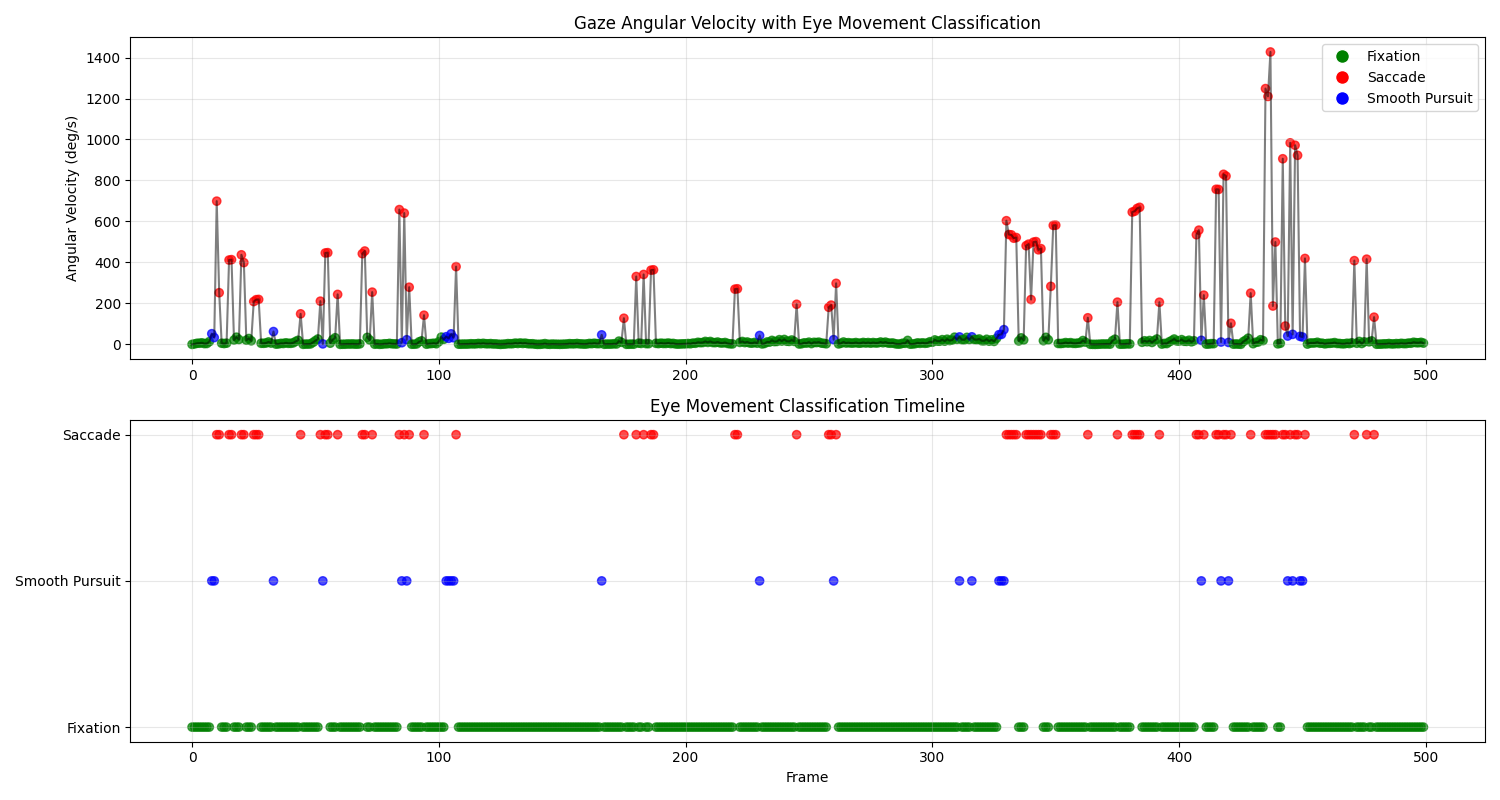 Gaze Angular Velocity with Eye Movement Classification
Angular Velocity (deg/s)
1400
1200
1000
800
600
400
200
0
Fixation
Saccade
Smooth Pursuit
0 100 200 300 400 500
Eye Movement Classification Timeline
Saccade
Smooth Pursuit
Fixation
0 100 200 300 400 500
Frame